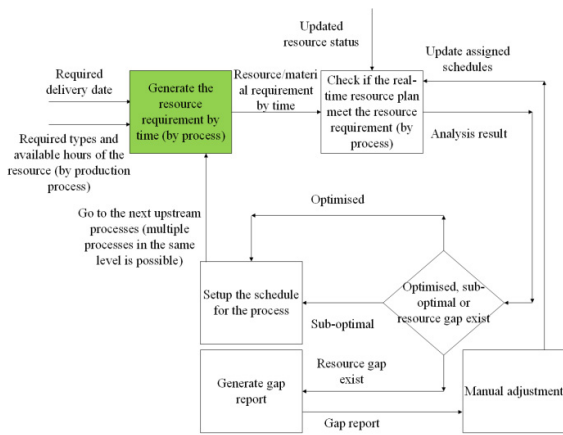 Updated
resource status
Required
delivery date
Generate the
resource
requirement by
time (by process)
Resource/materi
al requirement
by time
Check if the real-
time resource plan
meet the resource
requirement (by
process)
Update assigned
schedules
Required types and
available hours of the
resource (by production
process)
Analysis result
Go to the next upstream
processes (multiple
processes in the same
level is possible)
Optimised
Setup the schedule
for the process
Optimised, sub-
optimal or
resource gap exist
Sub-optimal
Resource gap
exist
Generate gap
report
Manual adjustment
Gap report